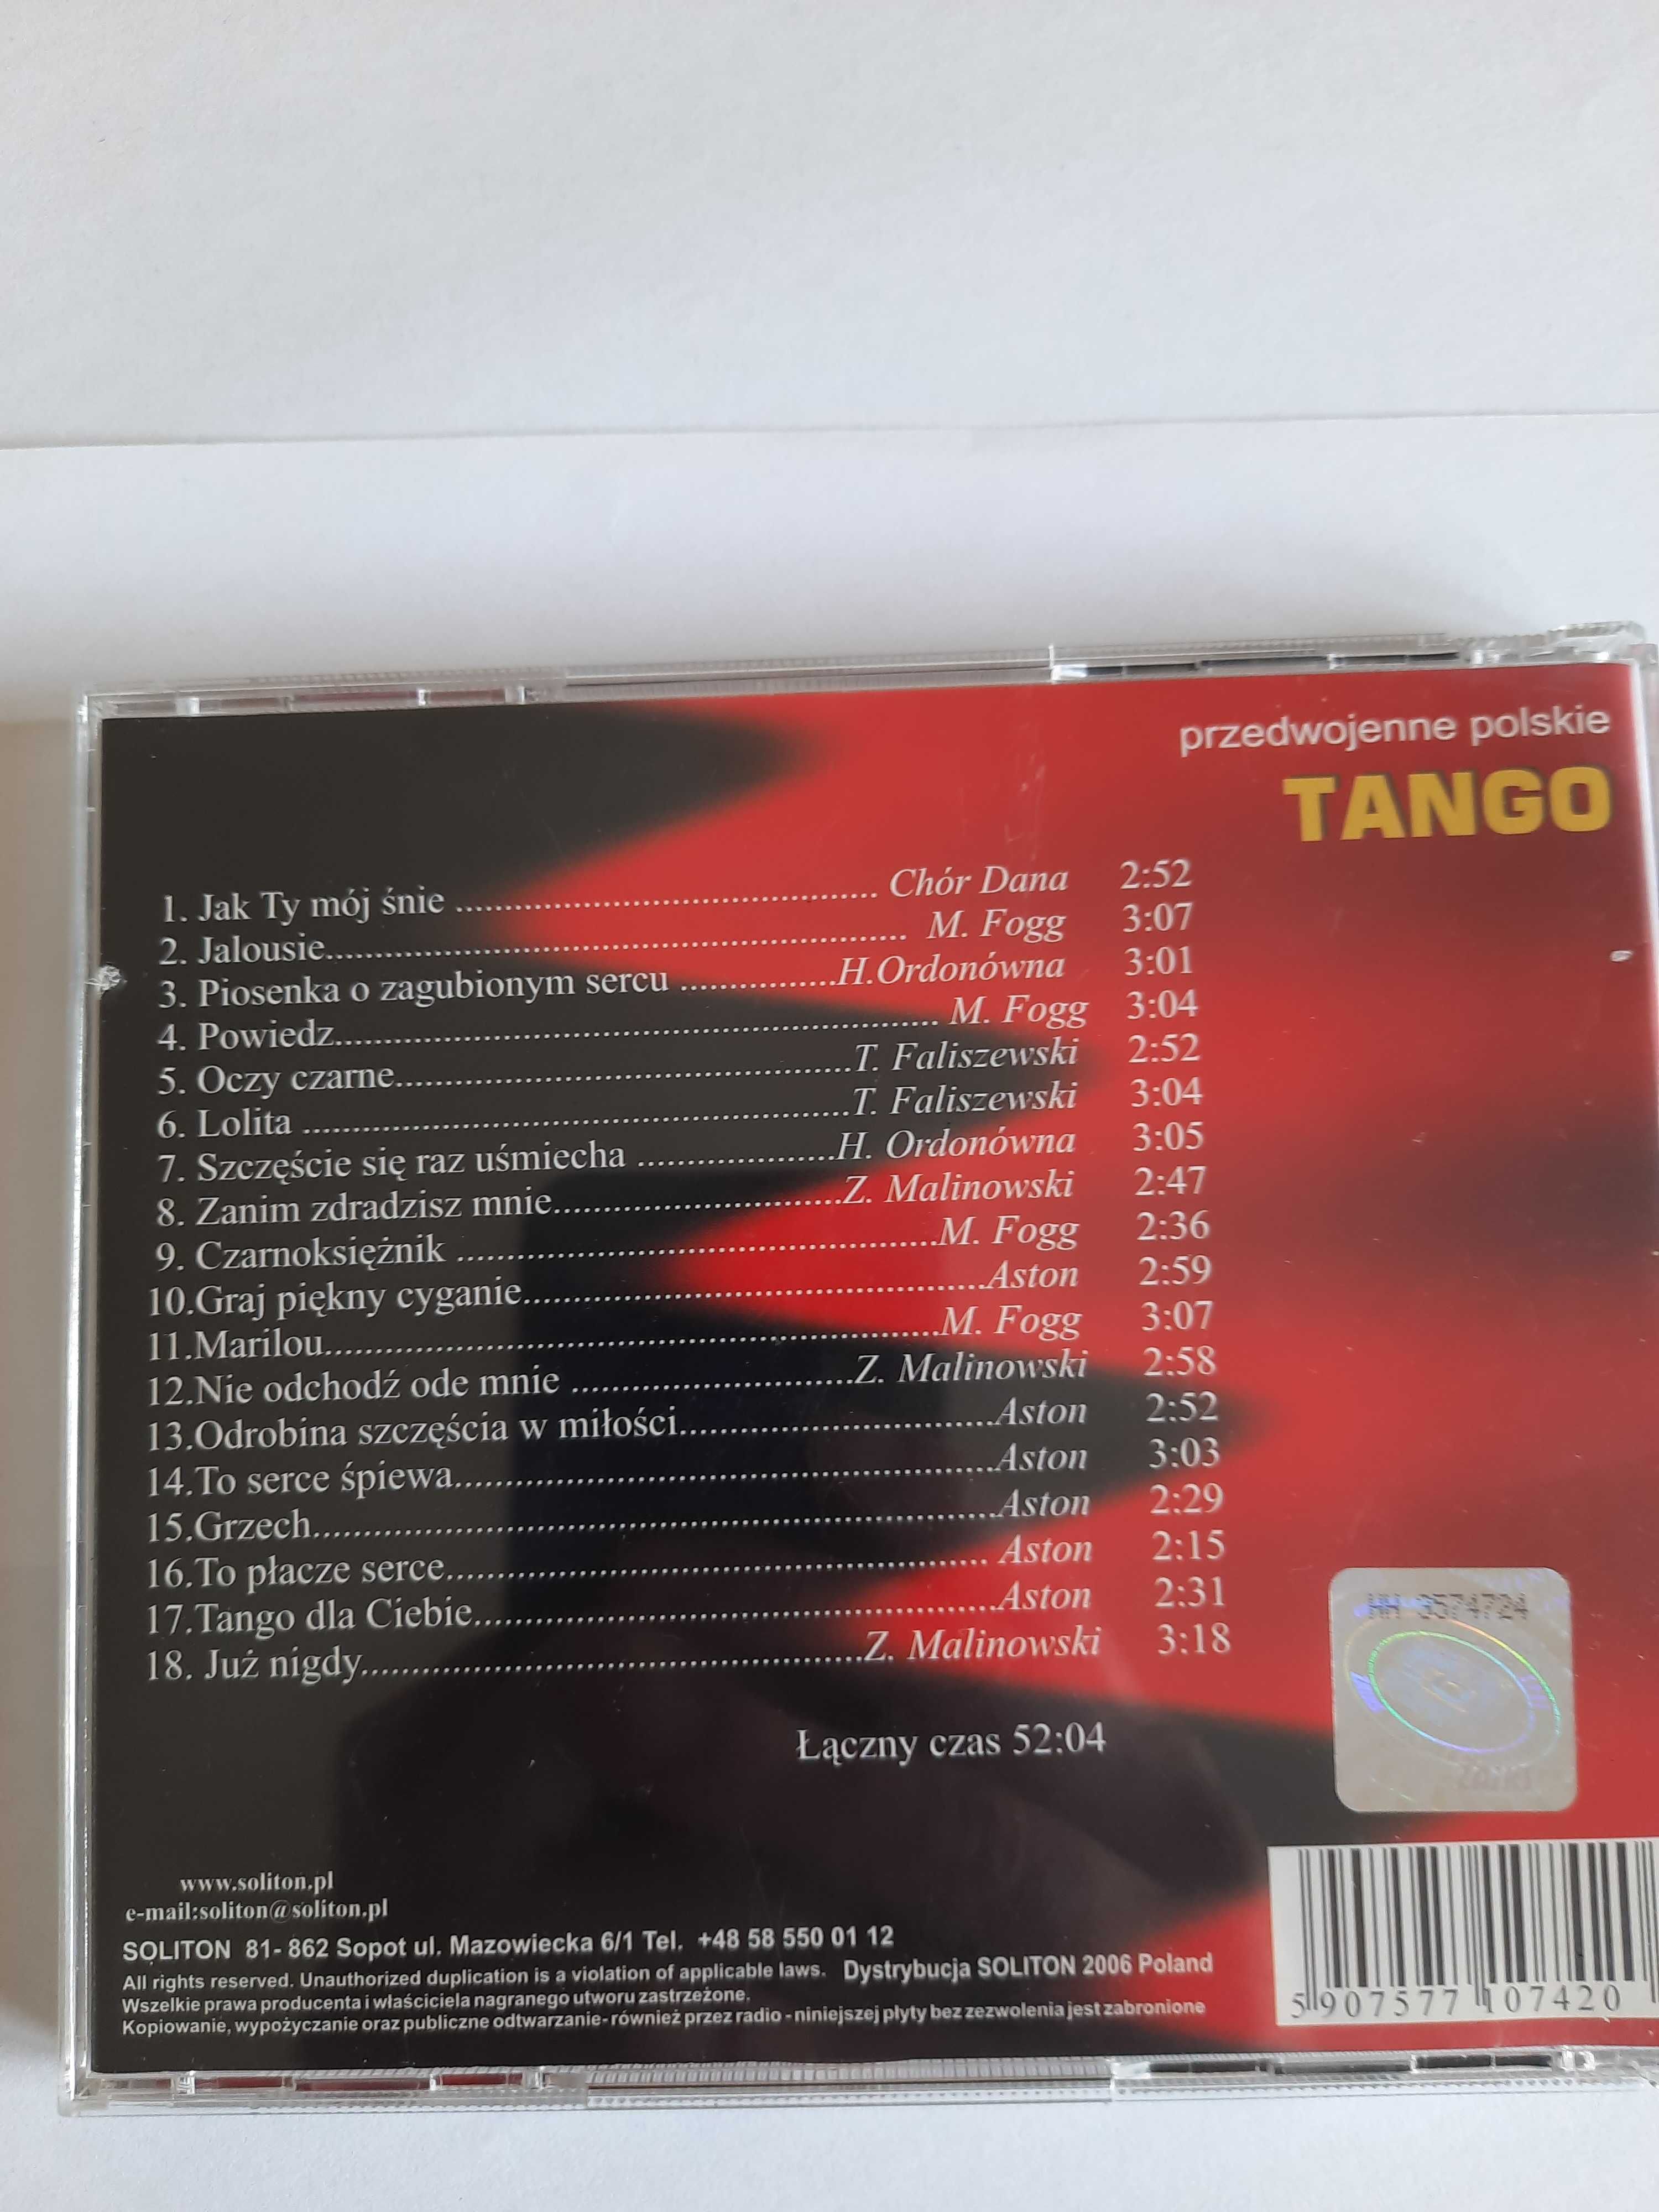 przedwojenne polskie
TANGO
1. Jak Ty mój śnie .......................................... Chór Dana 2:52
2. Jalousie.......................................................... M. Fogg 3:07
3. Piosenka o zagubionym sercu ................H.Ordonówna 3:01
4. Powiedz............................................................ M. Fogg 3:04
5. Oczy czarne.............................................T. Faliszewski 2:52
6. Lolita ......................................................T. Faliszewski 3:04
7. Szczęście się raz uśmiecha ....................H. Ordonówna 3:05
8. Zanim zdradzisz mnie.............................Z. Malinowski 2:47
9. Czarnoksiężnik ................................................M. Fogg 2:36
10.Graj piękny cyganie..............................................Aston 2:59
11.Marilou.............................................................M. Fogg 3:07
12.Nie odchodź ode mnie ............................Z. Malinowski 2:58
13.Odrobina szczęścia w miłości...............................Aston 2:52
14.To serce śpiewa.....................................................Aston 3:03
15.Grzech...................................................................Aston 2:29
16.To płacze serce...................................................... Aston 2:15
17.Tango dla Ciebie....................................................Aston 2:31
18. Już nigdy..................................................Z. Malinowski 3:18
Łączny czas 52:04
HH 9574724
www.soliton.pl
e-mail:soliton@soliton.pl
SOLITON 81- 862 Sopot ul. Mazowiecka 6/1 Tel. +48 58 550 01 12
All rights reserved. Unauthorized duplication is a violation of applicable laws. Dystrybucja SOLITON 2006 Poland
Wszelkie prawa producenta i właściciela nagranego utworu zastrzeżone.
Kopiowanie, wypożyczanie oraz publiczne odtwarzanie- również przez radio - niniejszej płyty bez zezwolenia jest zabronione
5 907577 107420